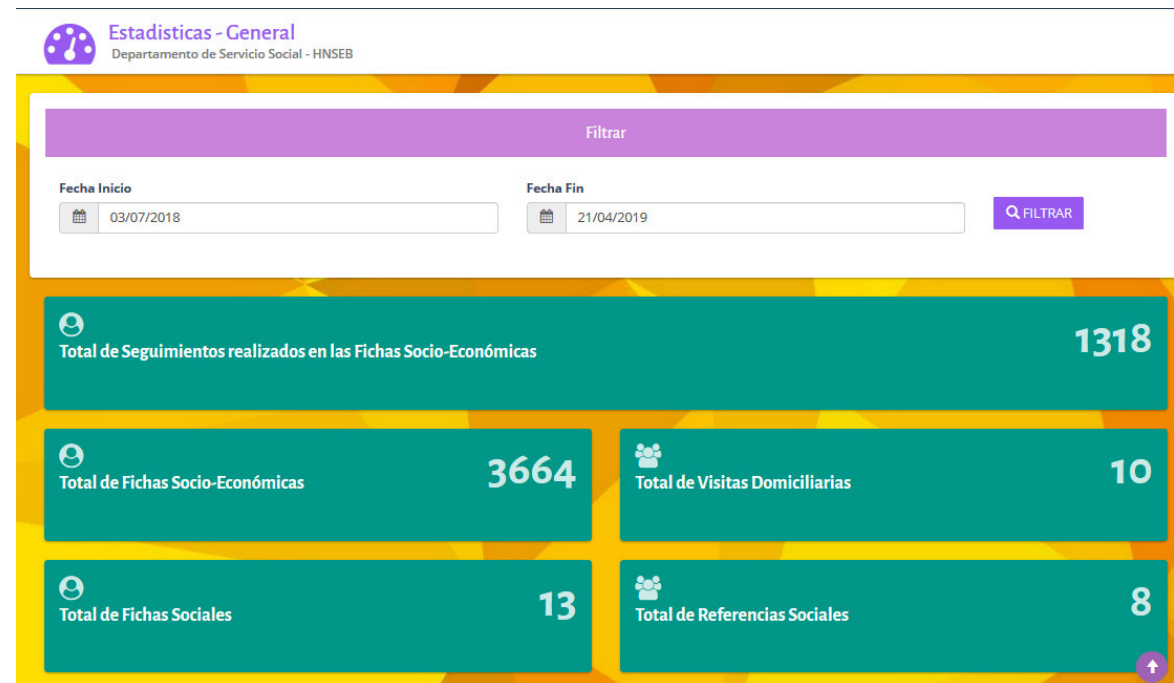 Estadisticas - General
Departamento de Servicio Social - HNSEB
Filtrar
Fecha Inicio
03/07/2018
Fecha Fin
21/04/2019
FILTRAR
Total de Seguimientos realizados en las Fichas Socio-Económicas
1318
Total de Fichas Socio-Económicas
3664
Total de Visitas Domiciliarias
10
Total de Fichas Sociales
13
Total de Referencias Sociales
8